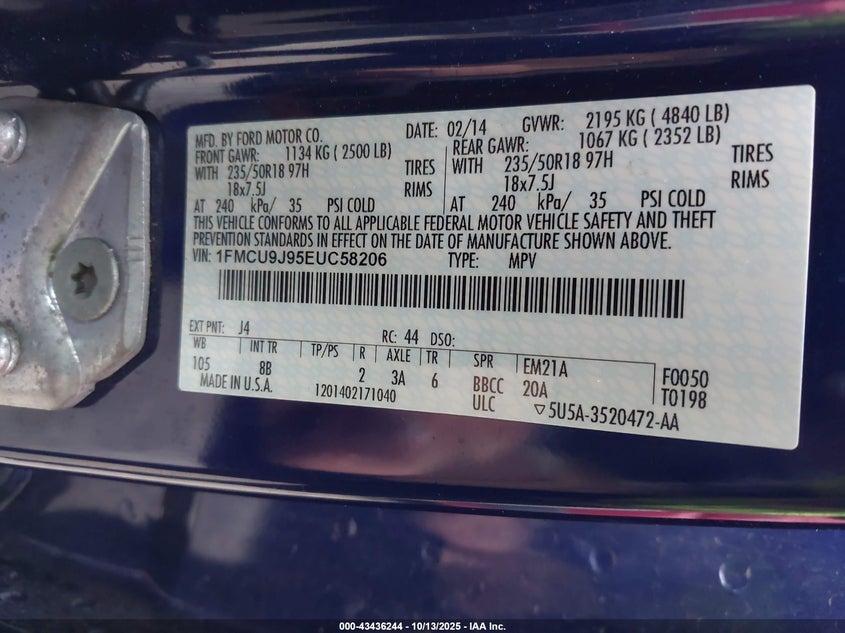 MFD. BY FORD MOTOR CO. DATE: 02/14 GVWR: 2195 KG ( 4840 LB)
FRONT GAWR: 1134 KG ( 2500 LB) REAR GAWR: 1067 KG ( 2352 LB)
WITH 235/50R18 97H TIRES WITH 235/50R18 97H TIRES
18x7.5J RIMS 18x7.5J RIMS
AT 240 kPa/ 35 PSI COLD AT 240 kPa/ 35 PSI COLD
THIS VEHICLE CONFORMS TO ALL APPLICABLE FEDERAL MOTOR VEHICLE SAFETY AND THEFT
PREVENTION STANDARDS IN EFFECT ON THE DATE OF MANUFACTURE SHOWN ABOVE.
VIN: 1FMCU9J95EUC58206 TYPE: MPV
EXT PNT: J4 RC: 44 DSO:
WB INT TR TP/PS R AXLE TR SPR EM21A F0050
105 8B 2 3A 6 BBCC 20A T0198
MADE IN U.S.A. 1201402171040 ULC ▽5U5A-3520472-AA
000-43436244 - 10/13/2025 - IAA Inc.